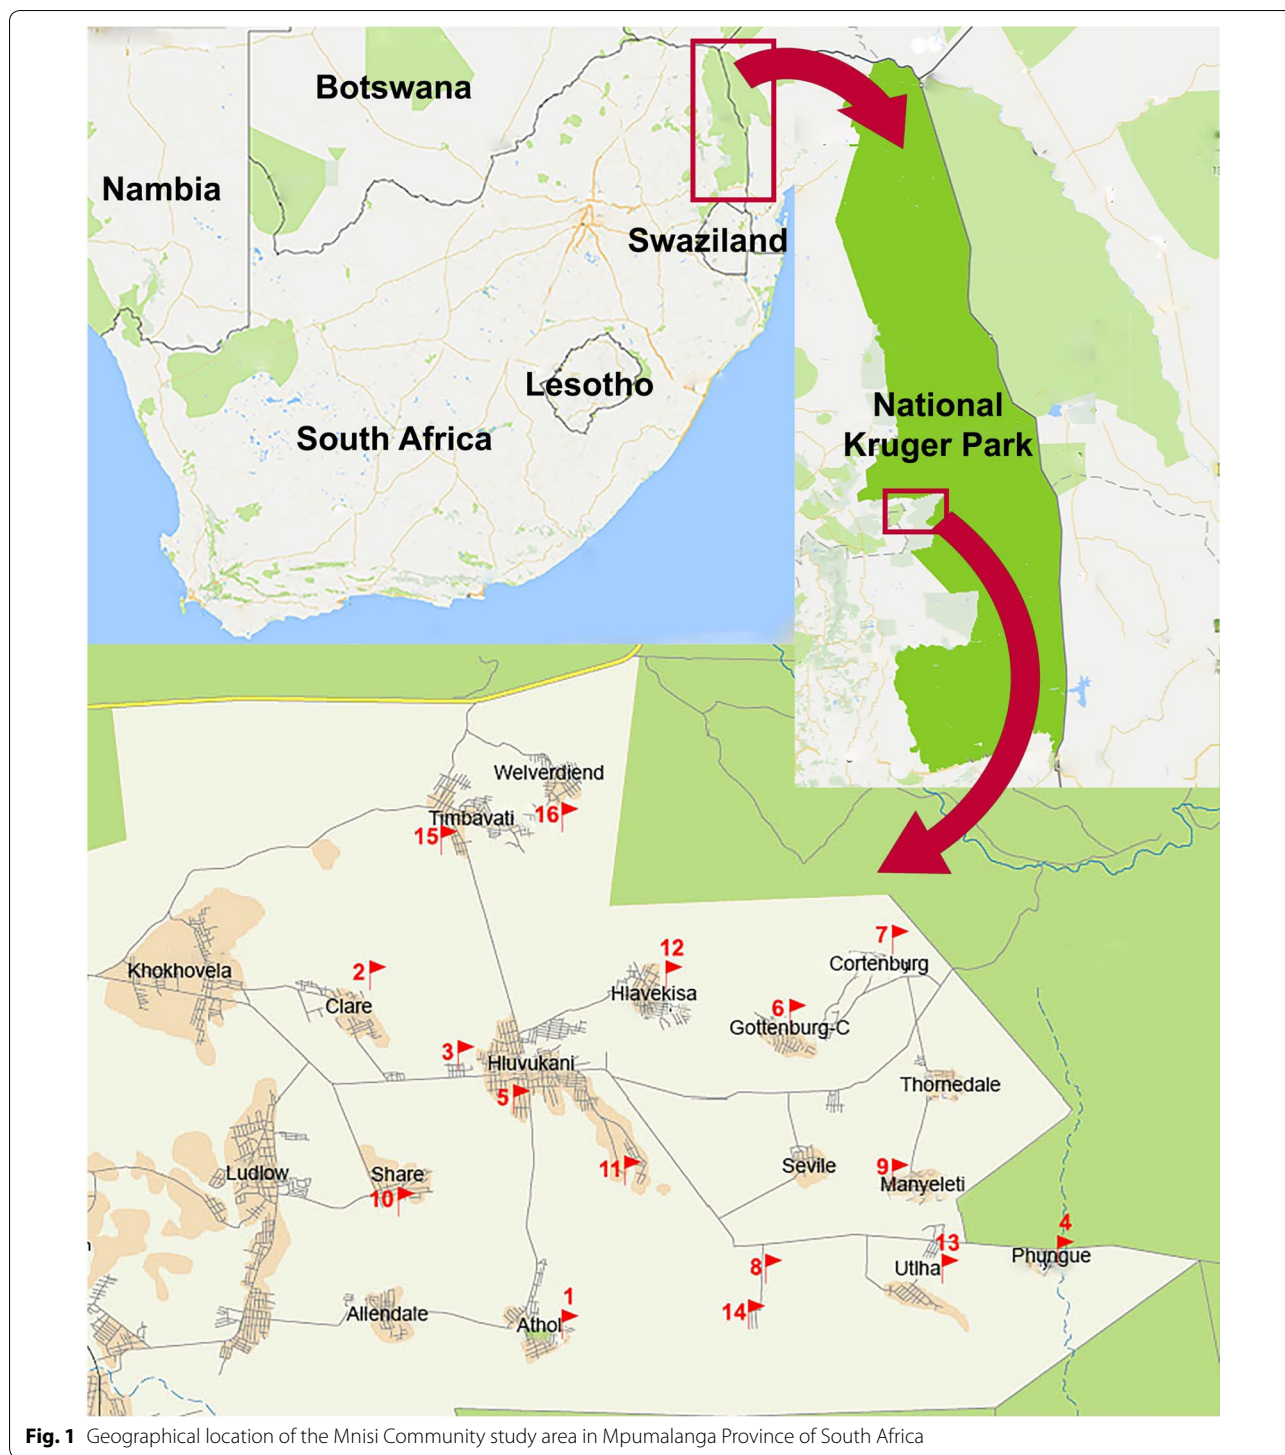 Botswana
Nambia
Swaziland
Lesotho
South Africa
National
Kruger Park
Welverdiend
16
Timbavati
15
7
12
Cortenburg
2
Khokhovela
Hlavekisa
Clare
6
Gottenburg-C
3
Hluvukani
Thornedale
5
11
Sevile
9
Manyeleti
Ludlow
Share
10
4
13
Phungue
8
Utlha
1
14
Allendale
Athol
Fig. 1 Geographical location of the Mnisi Community study area in Mpumalanga Province of South Africa